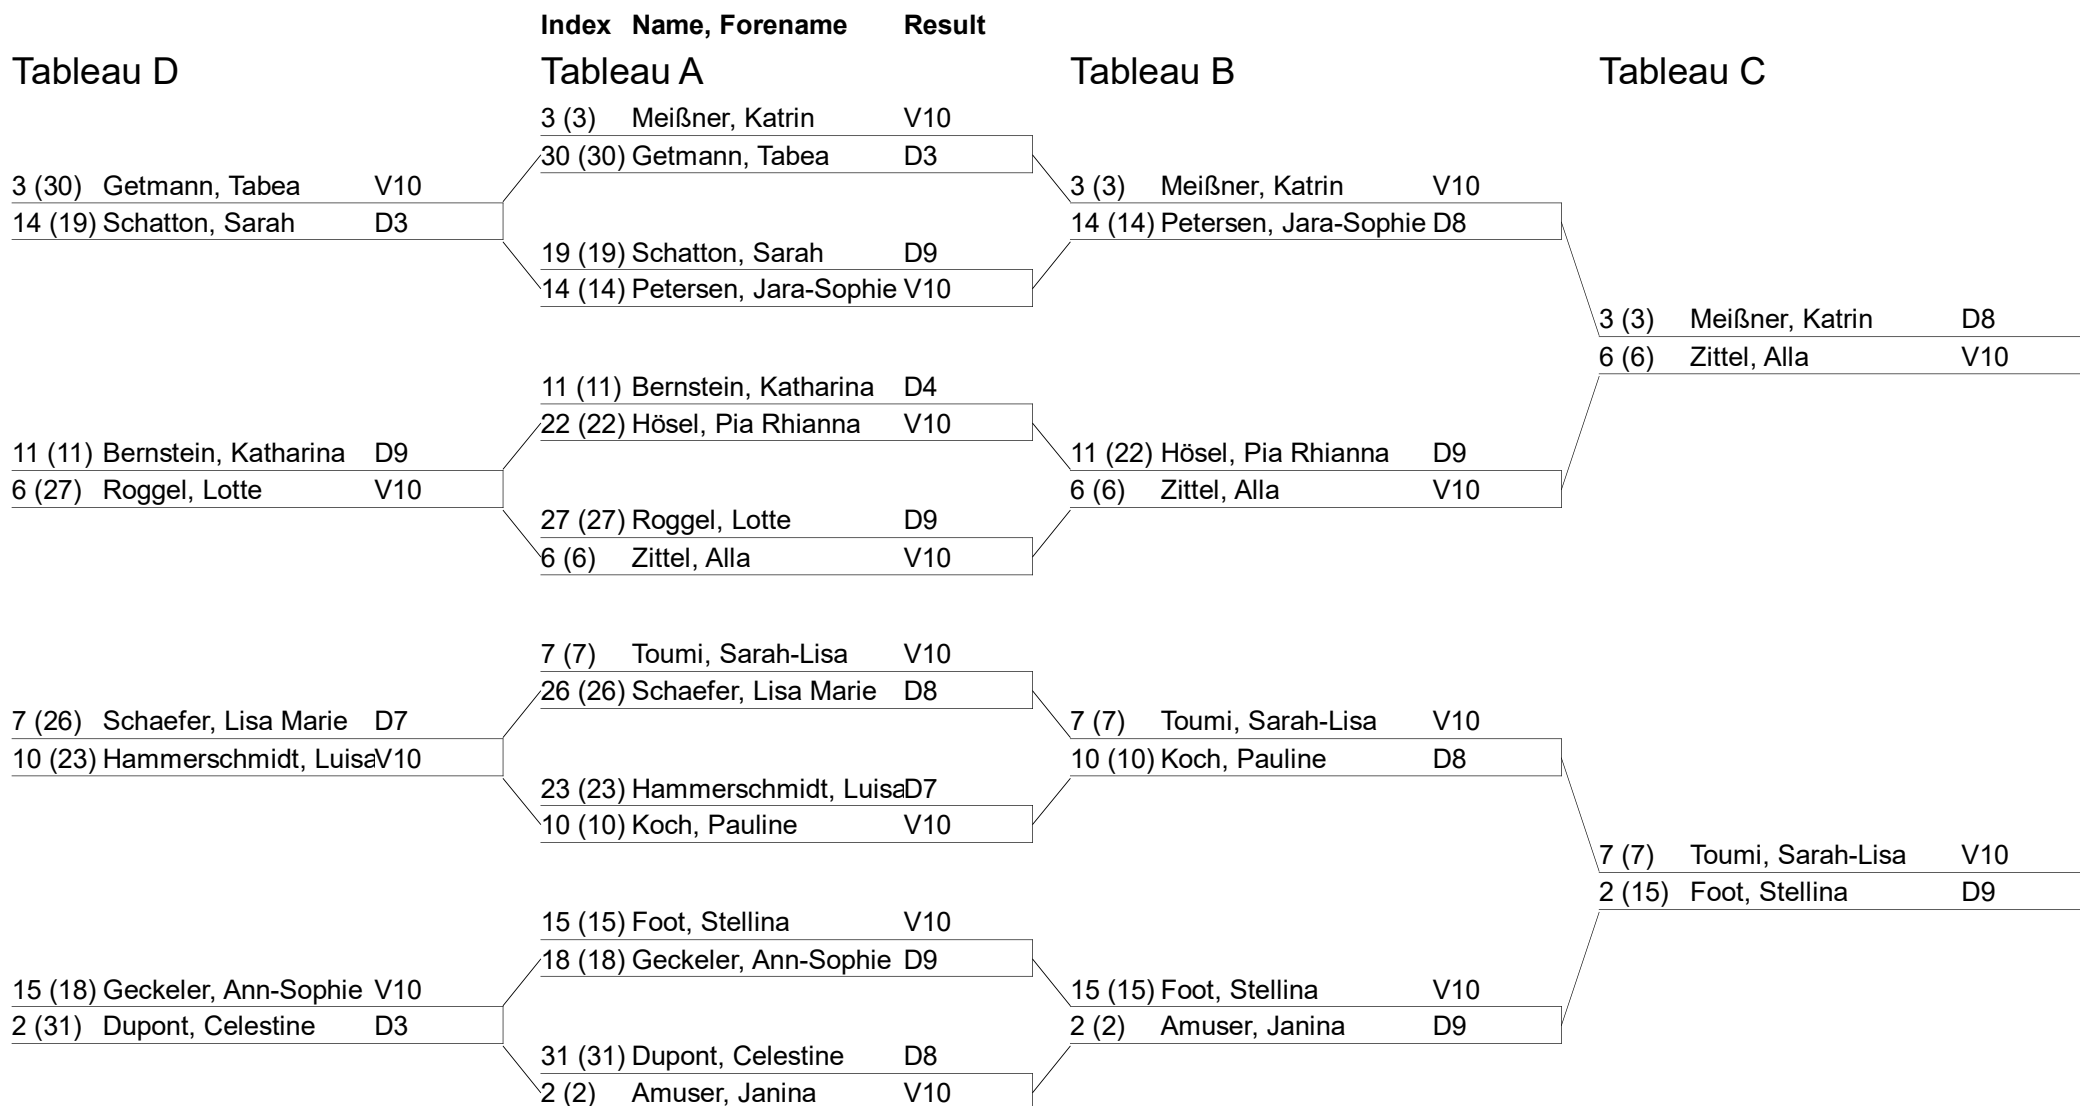 Index Name, Forename Result
Tableau D Tableau A Tableau B Tableau C
3 (3) Meißner, Katrin V10
30 (30) Getmann, Tabea D3
3 (30) Getmann, Tabea V10 3 (3) Meißner, Katrin V10
14 (19) Schatton, Sarah D3 14 (14) Petersen, Jara-Sophie D8
19 (19) Schatton, Sarah D9
14 (14) Petersen, Jara-Sophie V10
3 (3) Meißner, Katrin D8
6 (6) Zittel, Alla V10
11 (11) Bernstein, Katharina D4
22 (22) Hösel, Pia Rhianna V10
11 (11) Bernstein, Katharina D9 11 (22) Hösel, Pia Rhianna D9
6 (27) Roggel, Lotte V10 6 (6) Zittel, Alla V10
27 (27) Roggel, Lotte D9
6 (6) Zittel, Alla V10
7 (7) Toumi, Sarah-Lisa V10
26 (26) Schaefer, Lisa Marie D8
7 (26) Schaefer, Lisa Marie D7 7 (7) Toumi, Sarah-Lisa V10
10 (23) Hammerschmidt, Luisa V10 10 (10) Koch, Pauline D8
23 (23) Hammerschmidt, Luisa D7
10 (10) Koch, Pauline V10
7 (7) Toumi, Sarah-Lisa V10
2 (15) Foot, Stellina D9
15 (15) Foot, Stellina V10
18 (18) Geckeler, Ann-Sophie D9
15 (18) Geckeler, Ann-Sophie V10 15 (15) Foot, Stellina V10
2 (31) Dupont, Celestine D3 2 (2) Amuser, Janina D9
31 (31) Dupont, Celestine D8
2 (2) Amuser, Janina V10